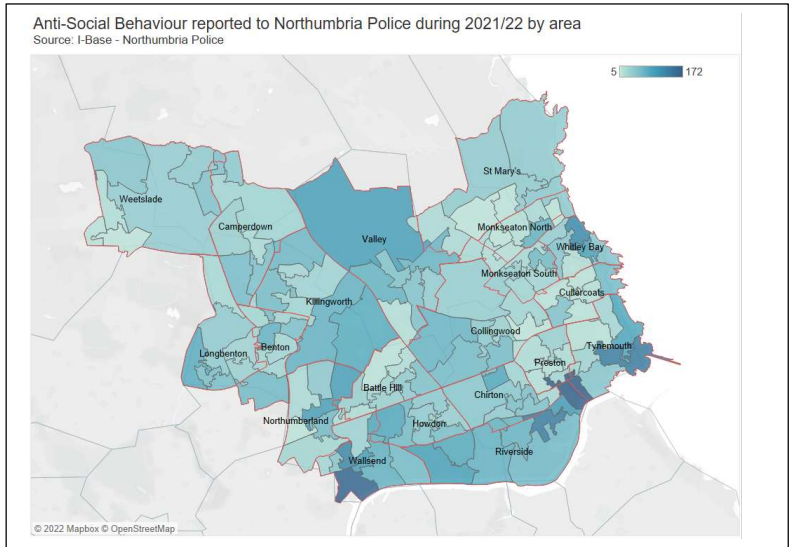 Anti-Social Behaviour reported to Northumbria Police during 2021/22 by area
Source: I-Base - Northumbria Police
5 172
St Mary's
Weetslade
Camperdown
Monkseaton North
Valley
Whitley Bay
Monkseaton South
Cullercoats
Killingworth
Collingwood
Tynemouth
Benton
Longbenton
Preston
Battle Hill
Chirton
Northumberland
Howdon
Riverside
Wallsend
© 2022 Mapbox © OpenStreetMap